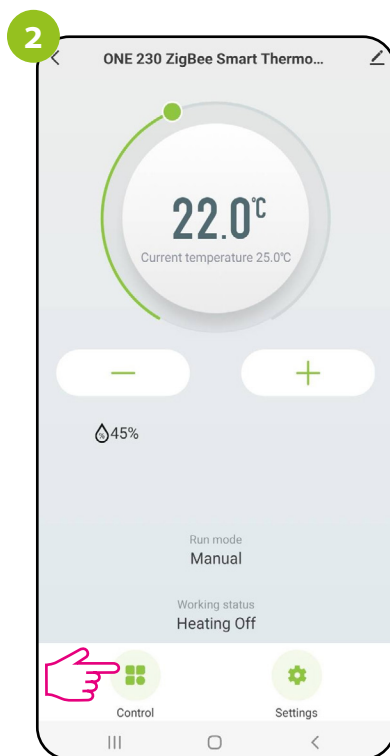 2
ONE 230 ZigBee Smart Thermo...
22.0°C
Current temperature 25.0°C
45%
Run mode
Manual
Working status
Heating Off
Control Settings